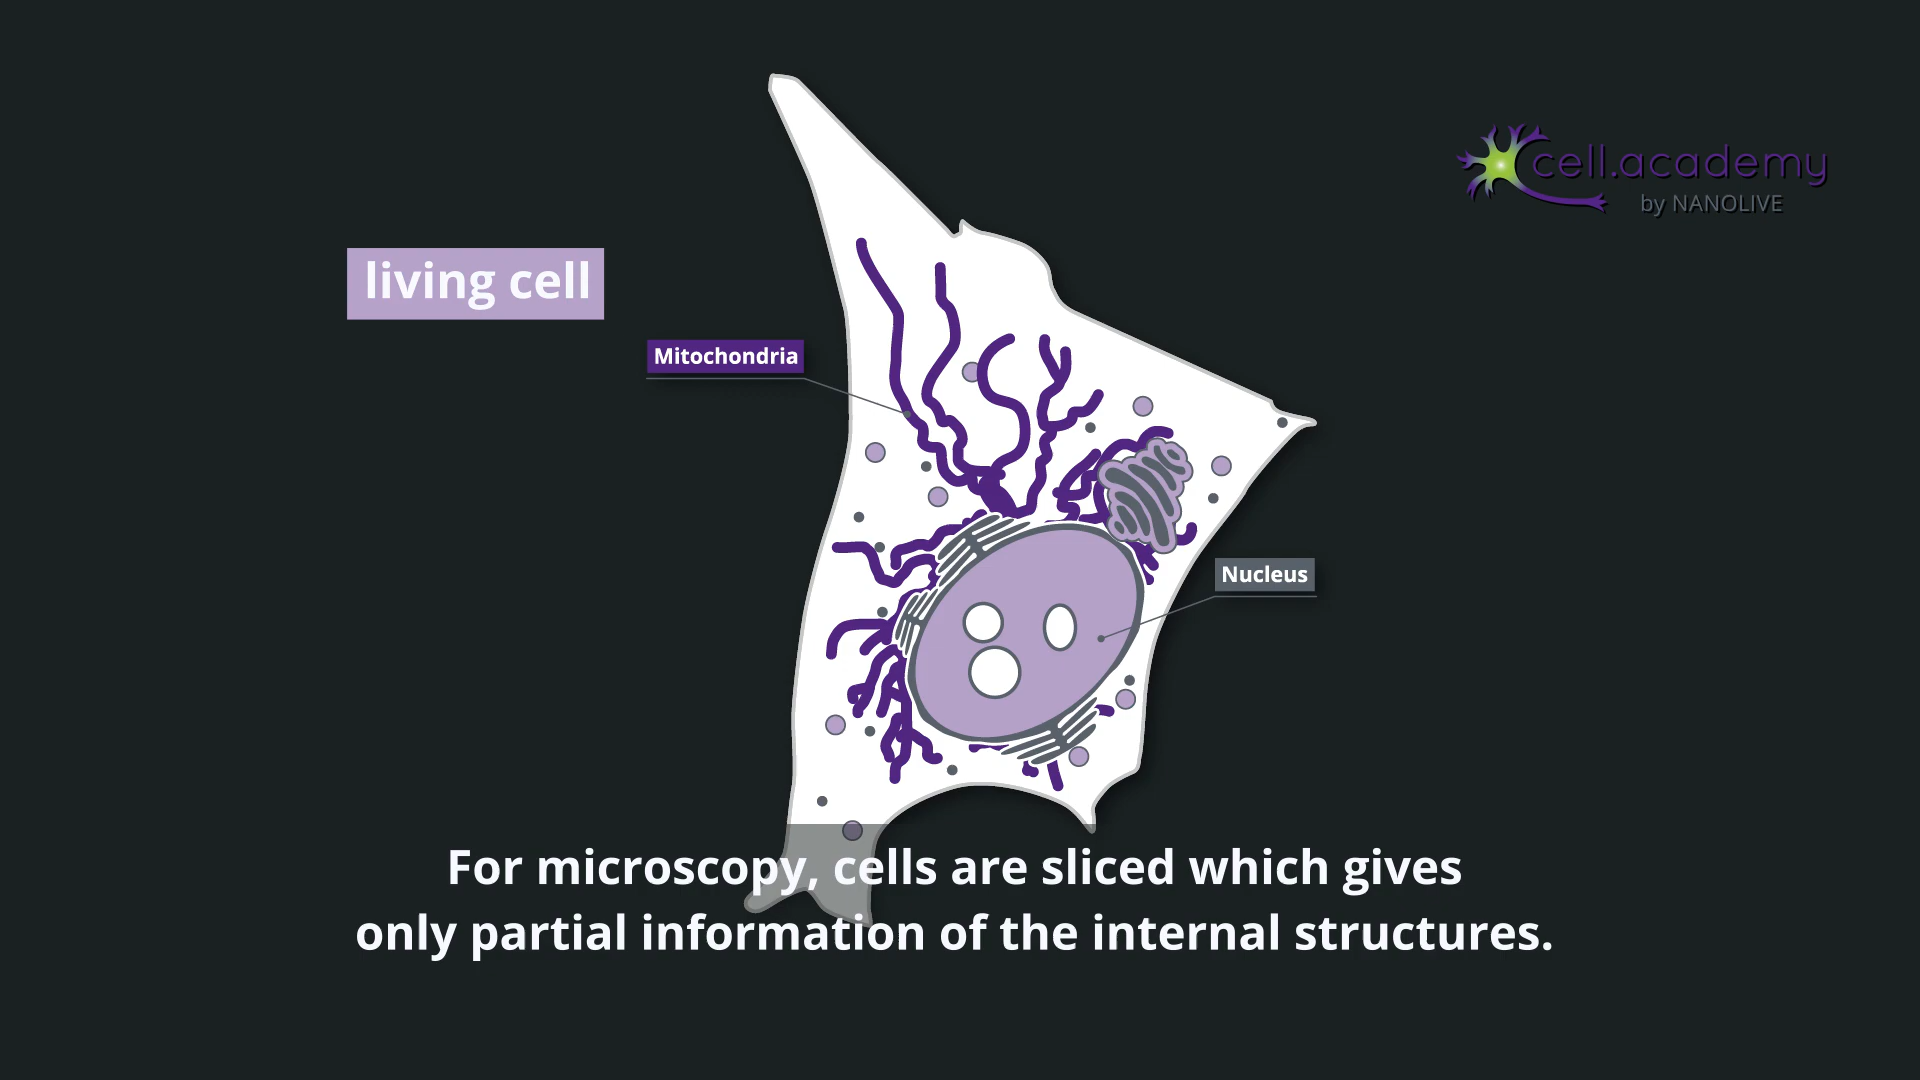 cell.academy
by NANOLIVE
living cell
Mitochondria
Nucleus
For microscopy, cells are sliced which gives
only partial information of the internal structures.